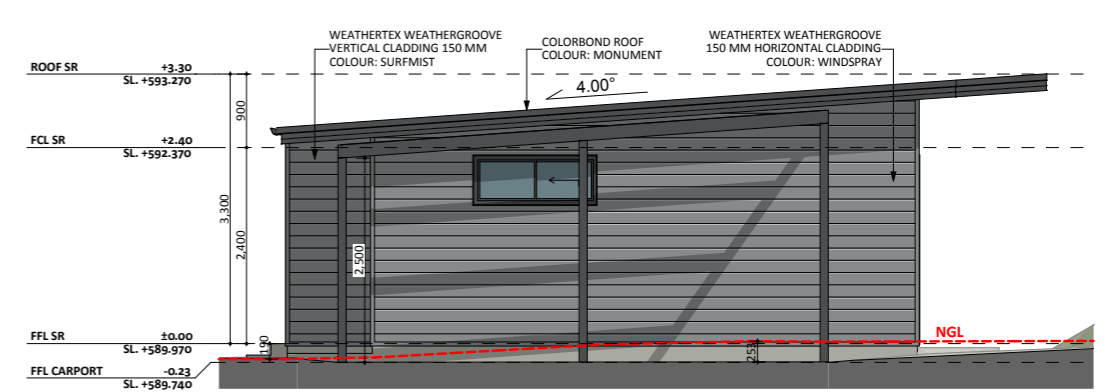 WEATHERTEX WEATHERGROOVE
VERTICAL CLADDING 150 MM
COLOUR: SURFMIST
COLORBOND ROOF
COLOUR: MONUMENT
WEATHERTEX WEATHERGROOVE
150 MM HORIZONTAL CLADDING
COLOUR: WINDSPRAY
ROOF SR +3.30
SL. +593.270
4.00°
900
FCL SR +2.40
SL. +592.370
3,300
2,400
2,500
FFL SR ±0.00
SL. +589.970
190
253
NGL
FFL CARPORT -0.23
SL. +589.740